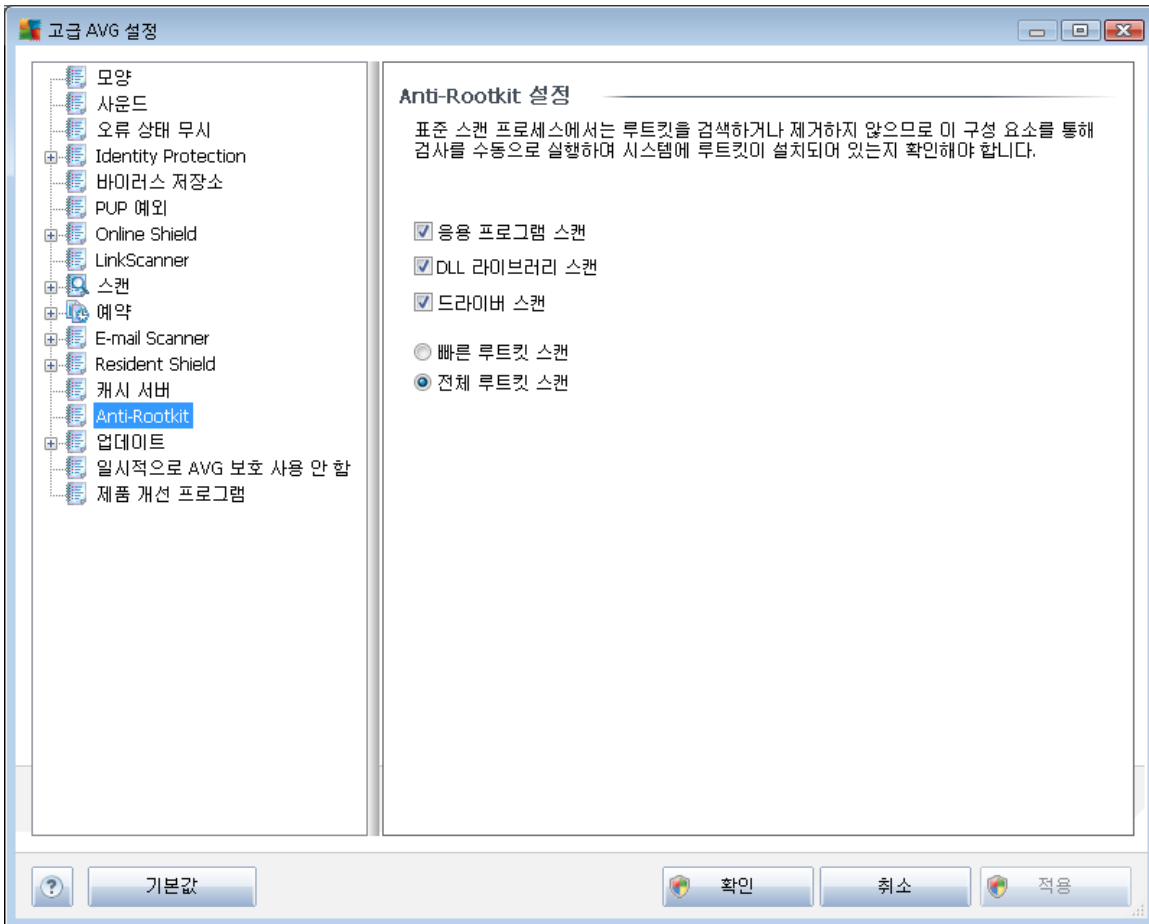 고급 AVG 설정
모양
사운드
오류 상태 무시
Identity Protection
바이러스 저장소
PUP 예외
Online Shield
LinkScanner
스캔
예약
E-mail Scanner
Resident Shield
캐시 서버
Anti-Rootkit
업데이트
일시적으로 AVG 보호 사용 안 함
제품 개선 프로그램
Anti-Rootkit 설정
표준 스캔 프로세스에서는 루트킷을 검색하거나 제거하지 않으므로 이 구성 요소를 통해
검사를 수동으로 실행하며 시스템에 루트킷이 설치되어 있는지 확인해야 합니다.
응용 프로그램 스캔
DLL 라이브러리 스캔
드라이버 스캔
빠른 루트킷 스캔
전체 루트킷 스캔
?
기본값
확인
취소
적용